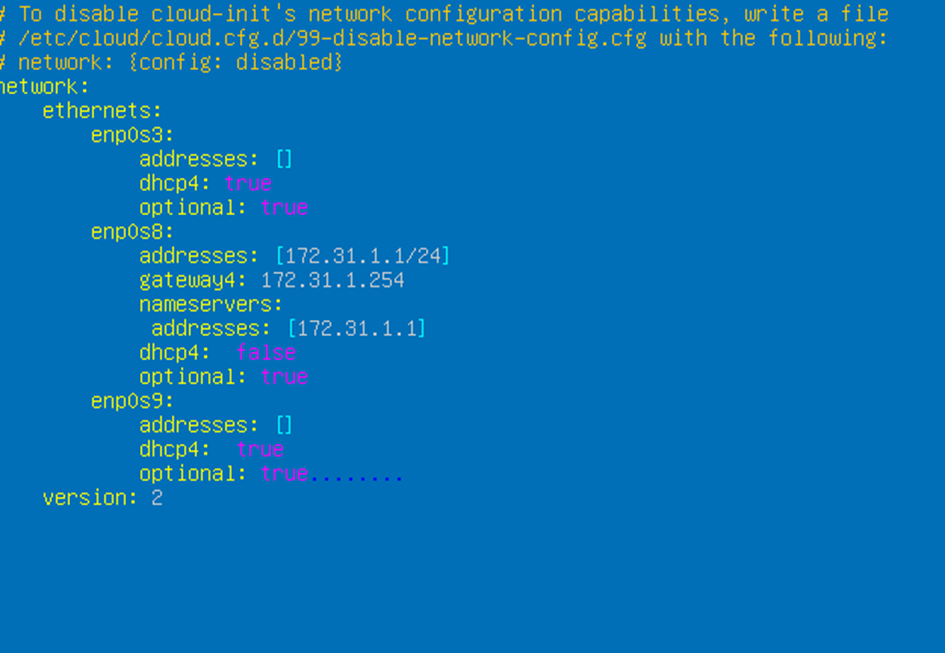 # To disable cloud-init's network configuration capabilities, write a file
# /etc/cloud/cloud.cfg.d/99-disable-network-config.cfg with the following:
# network: {config: disabled}
network:
    ethernets:
        enp0s3:
            addresses: []
            dhcp4: true
            optional: true
        enp0s8:
            addresses: [172.31.1.1/24]
            gateway4: 172.31.1.254
            nameservers:
             addresses: [172.31.1.1]
            dhcp4:  false
            optional: true
        enp0s9:
            addresses: []
            dhcp4:  true
            optional: true........
    version: 2